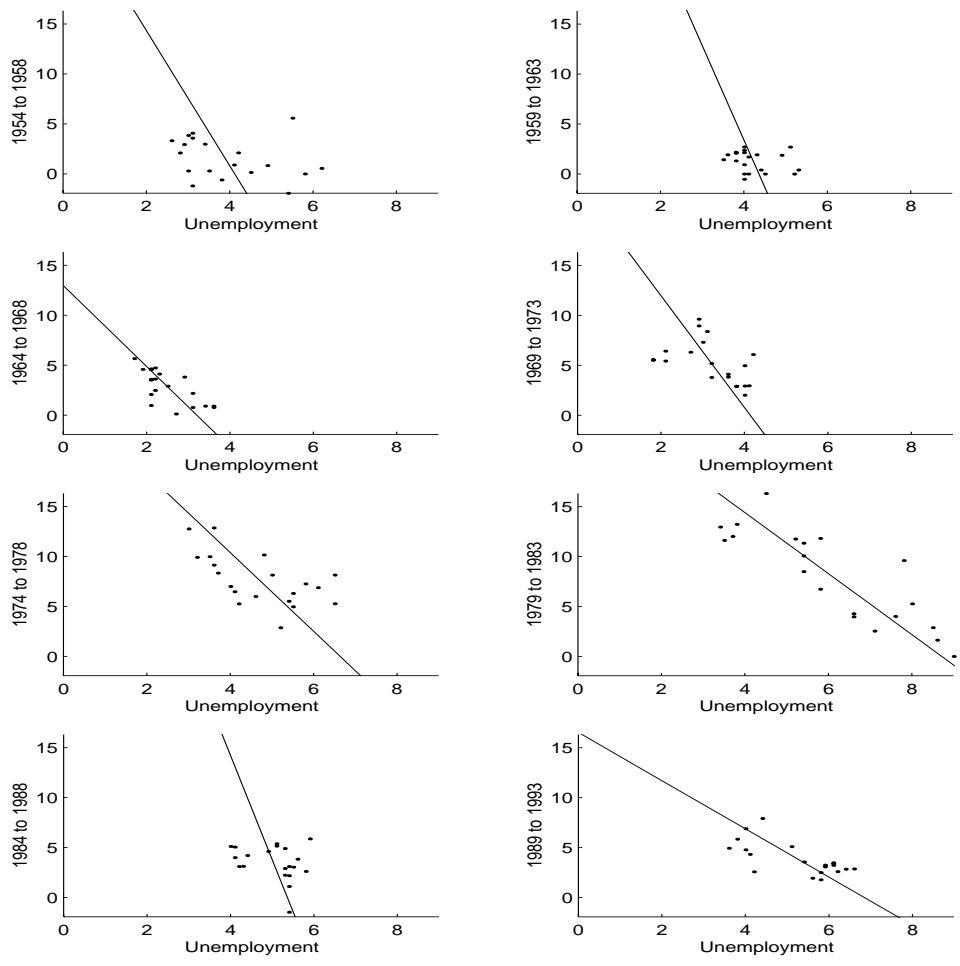 1954 to 1958
15
10
5
0
0 2 4 6 8
Unemployment
1959 to 1963
15
10
5
0
0 2 4 6 8
Unemployment
1964 to 1968
15
10
5
0
0 2 4 6 8
Unemployment
1969 to 1973
15
10
5
0
0 2 4 6 8
Unemployment
1974 to 1978
15
10
5
0
0 2 4 6 8
Unemployment
1979 to 1983
15
10
5
0
0 2 4 6 8
Unemployment
1984 to 1988
15
10
5
0
0 2 4 6 8
Unemployment
1989 to 1993
15
10
5
0
0 2 4 6 8
Unemployment